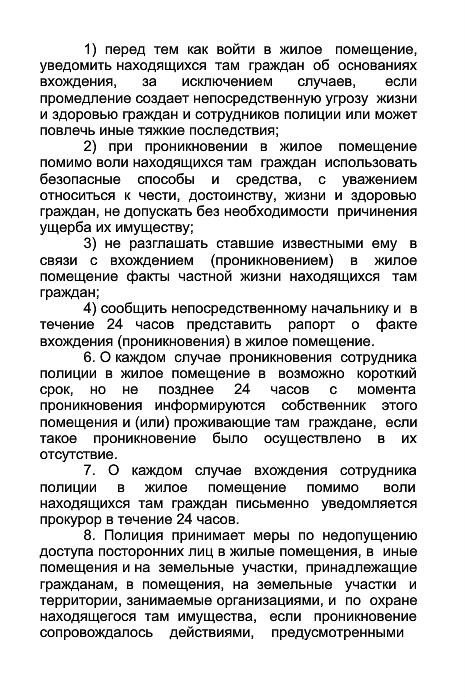 1) перед тем как войти в жилое помещение,
уведомить находящихся там граждан об основаниях
вхождения, за исключением случаев, если
промедление создает непосредственную угрозу жизни
и здоровью граждан и сотрудников полиции или может
повлечь иные тяжкие последствия;
2) при проникновении в жилое помещение
помимо воли находящихся там граждан использовать
безопасные способы и средства, с уважением
относиться к чести, достоинству, жизни и здоровью
граждан, не допускать без необходимости причинения
ущерба их имуществу;
3) не разглашать ставшие известными ему в
связи с вхождением (проникновением) в жилое
помещение факты частной жизни находящихся там
граждан;
4) сообщить непосредственному начальнику и в
течение 24 часов представить рапорт о факте
вхождения (проникновения) в жилое помещение.
6. О каждом случае проникновения сотрудника
полиции в жилое помещение в возможно короткий
срок, но не позднее 24 часов с момента
проникновения информируются собственник этого
помещения и (или) проживающие там граждане, если
такое проникновение было осуществлено в их
отсутствие.
7. О каждом случае вхождения сотрудника
полиции в жилое помещение помимо воли
находящихся там граждан письменно уведомляется
прокурор в течение 24 часов.
8. Полиция принимает меры по недопущению
доступа посторонних лиц в жилые помещения, в иные
помещения и на земельные участки, принадлежащие
гражданам, в помещения, на земельные участки и
территории, занимаемые организациями, и по охране
находящегося там имущества, если проникновение
сопровождалось действиями, предусмотренными